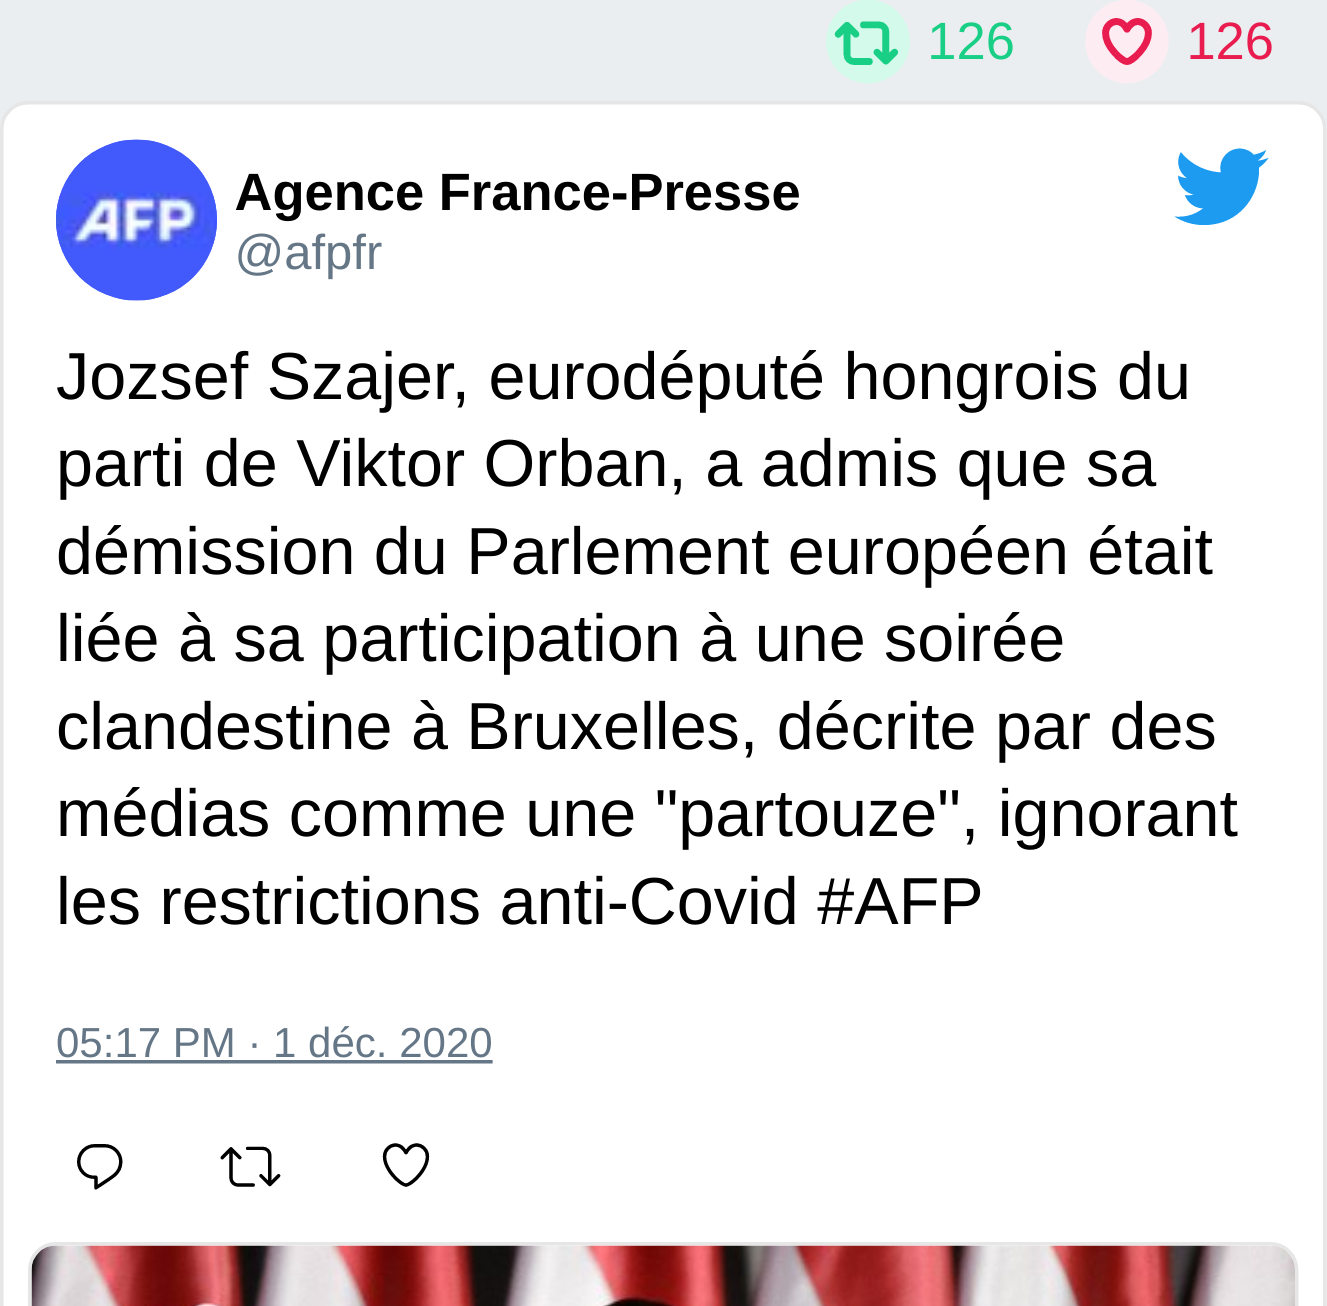 126 126
AFP
Agence France-Presse
@afpfr
Jozsef Szajer, eurodéputé hongrois du
parti de Viktor Orban, a admis que sa
démission du Parlement européen était
liée à sa participation à une soirée
clandestine à Bruxelles, décrite par des
médias comme une "partouze", ignorant
les restrictions anti-Covid #AFP
05:17 PM · 1 déc. 2020